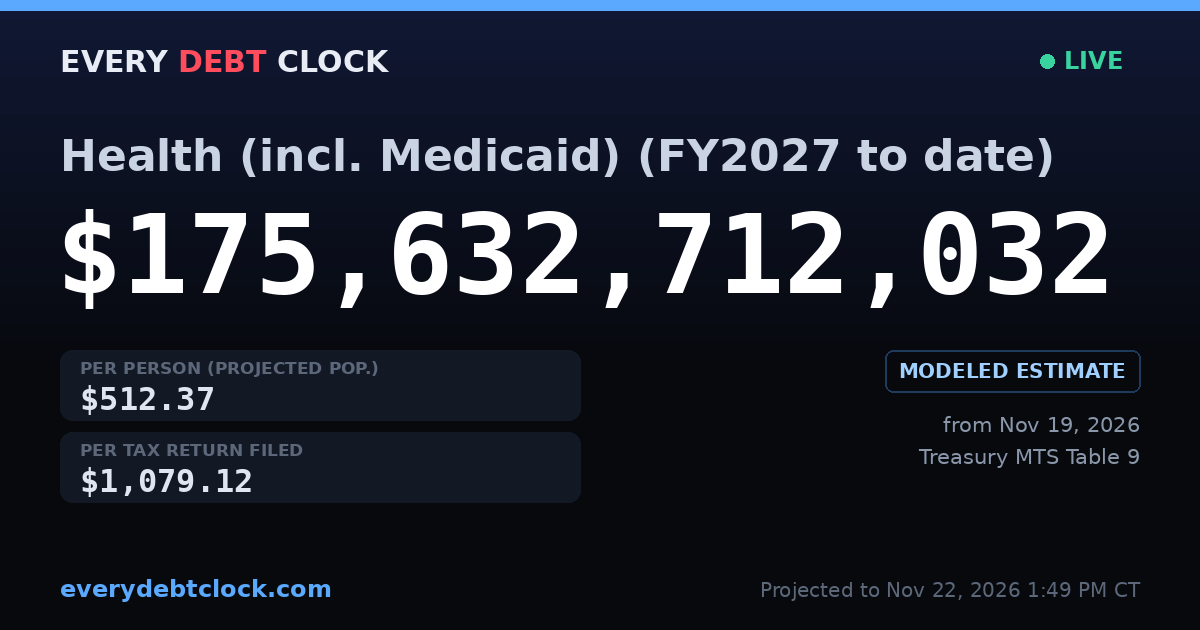 EVERY DEBT CLOCK
LIVE
Health (incl. Medicaid) (FY2027 to date)
$175,632,712,032
PER PERSON (PROJECTED POP.)
$512.37
PER TAX RETURN FILED
$1,079.12
MODELED ESTIMATE
from Nov 19, 2026
Treasury MTS Table 9
everydebtclock.com
Projected to Nov 22, 2026 1:49 PM CT